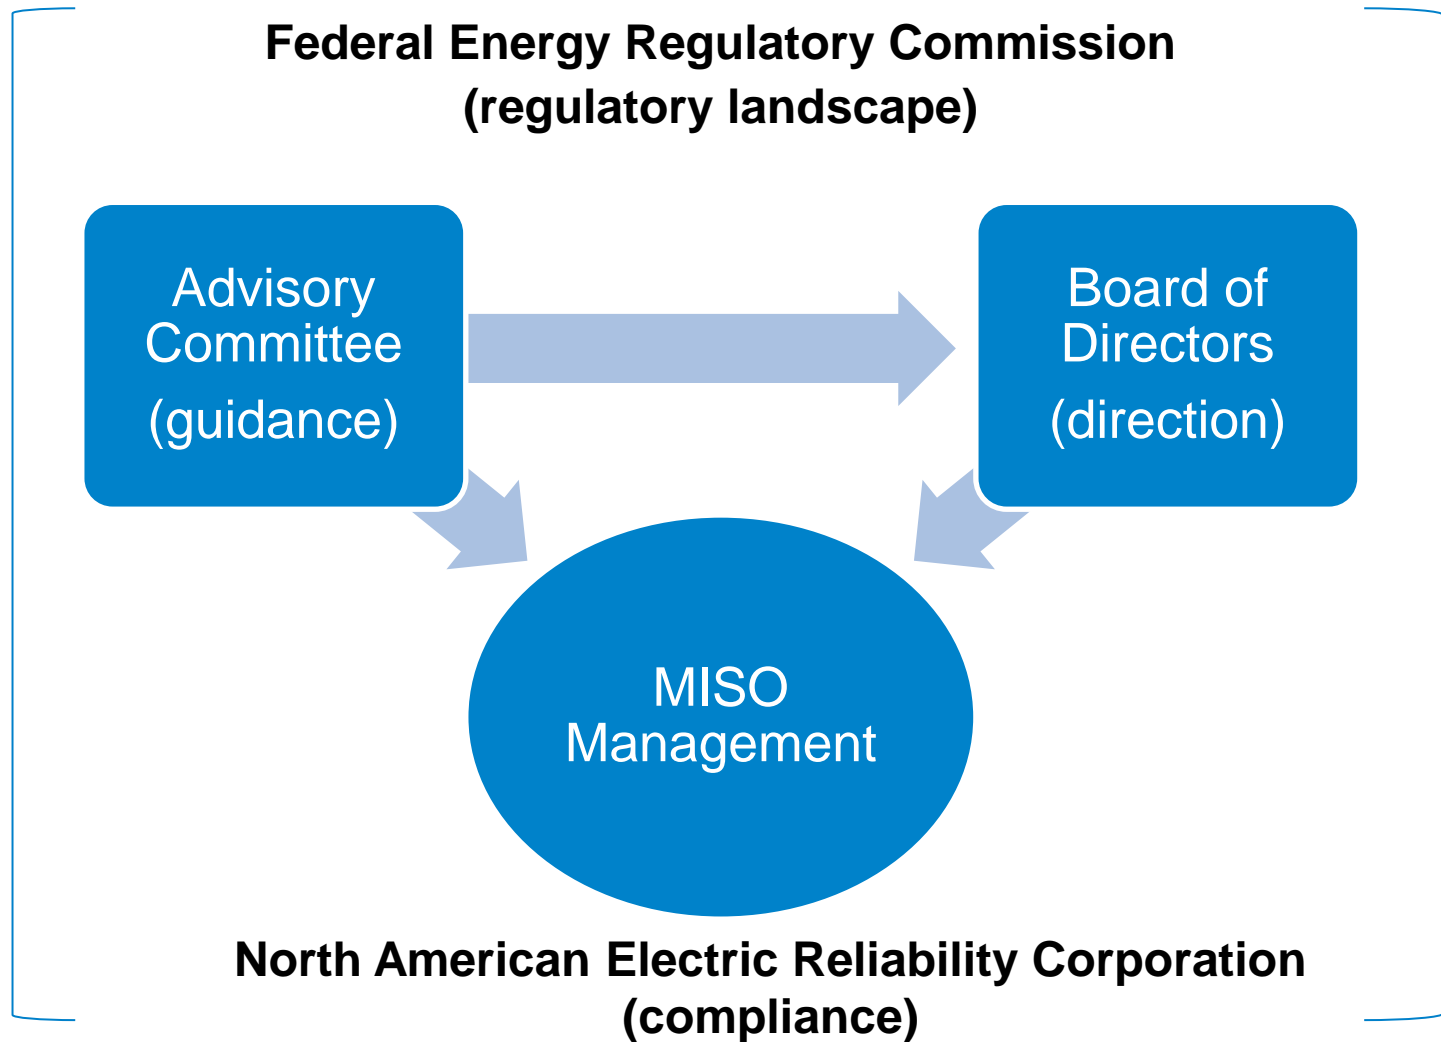 Federal Energy Regulatory Commission
(regulatory landscape)
Advisory
Committee
(guidance)
Board of
Directors
(direction)
MISO
Management
North American Electric Reliability Corporation
(compliance)